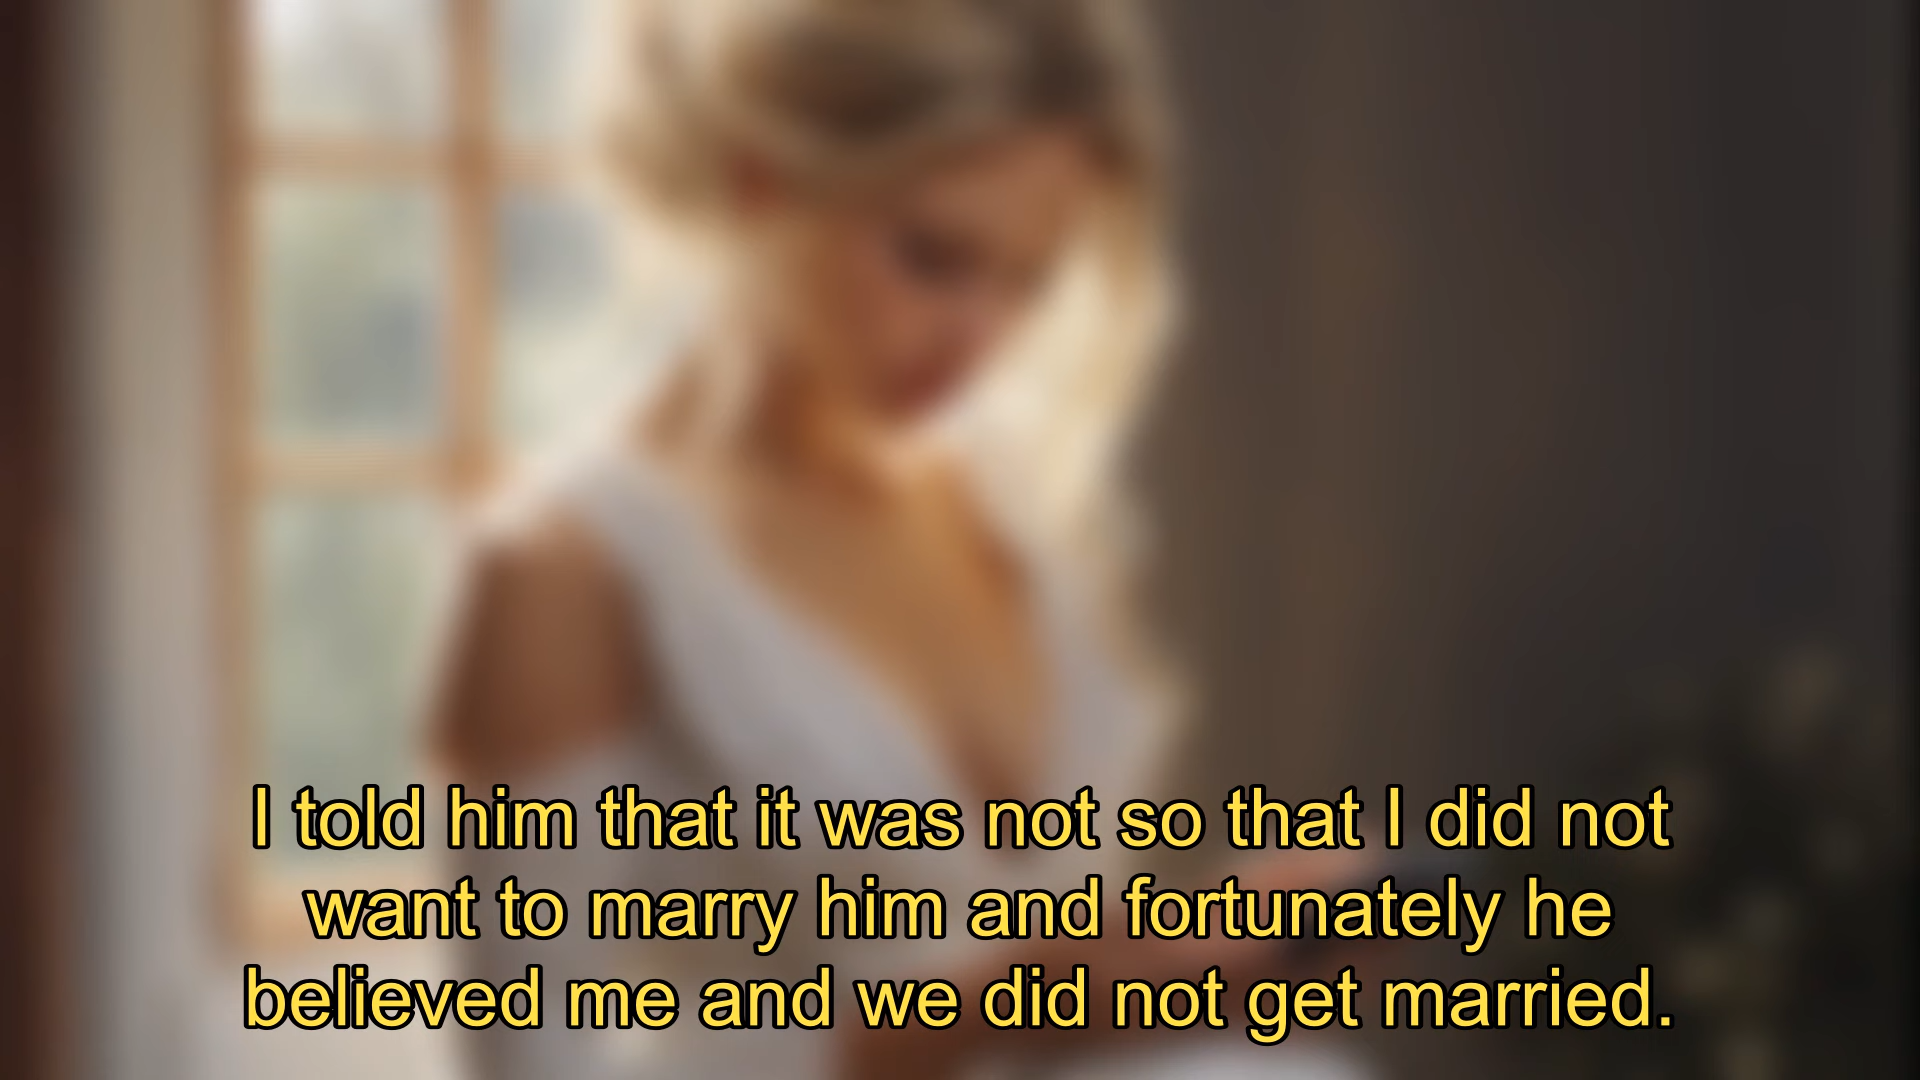 I told him that it was not so that I did not
want to marry him and fortunately he
believed me and we did not get married.